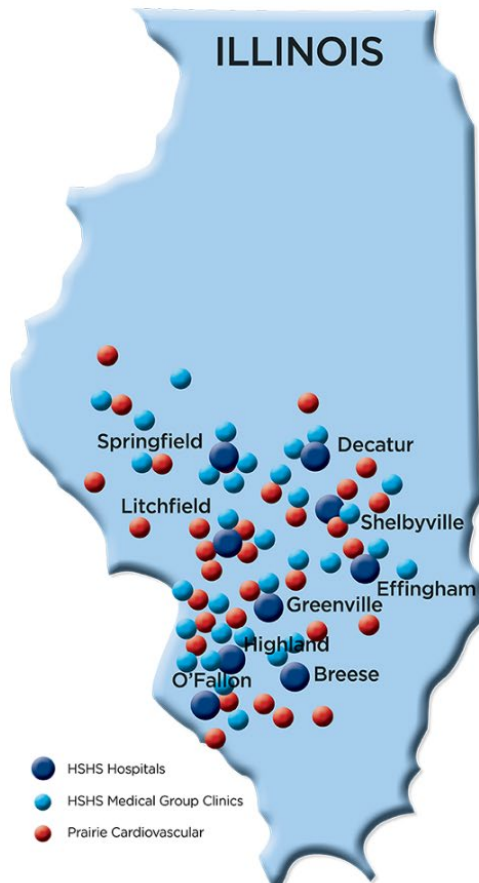 ILLINOIS
Springfield
Decatur
Litchfield
Shelbyville
Effingham
Greenville
Highland
O'Fallon
Breese
HSHS Hospitals
HSHS Medical Group Clinics
Prairie Cardiovascular